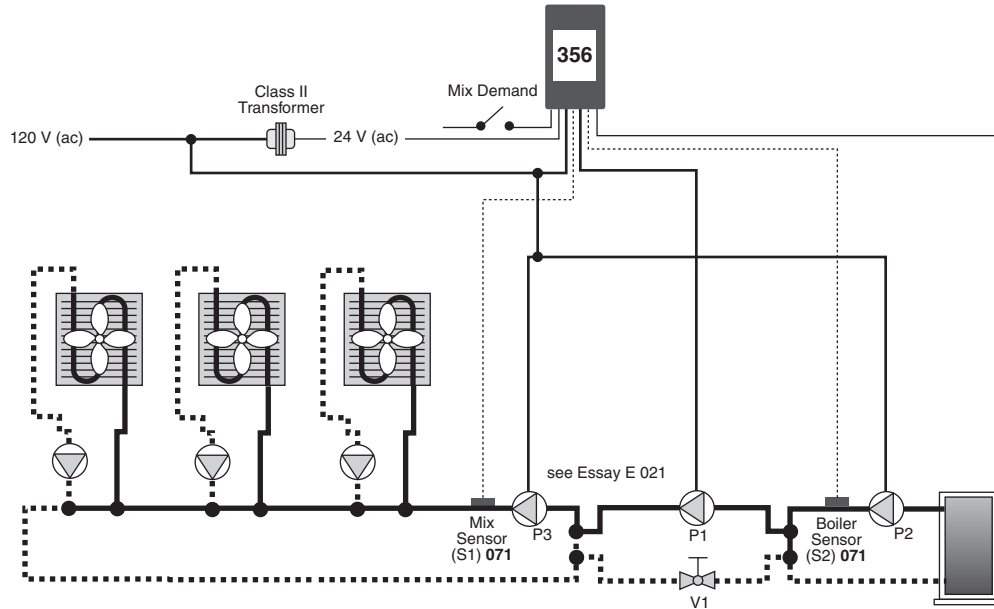 356
Class II
Transformer
Mix Demand
120 V (ac)
24 V (ac)
see Essay E 021
Mix
Sensor
(S1) 071
P3
P1
Boiler
Sensor
(S2) 071
P2
V1